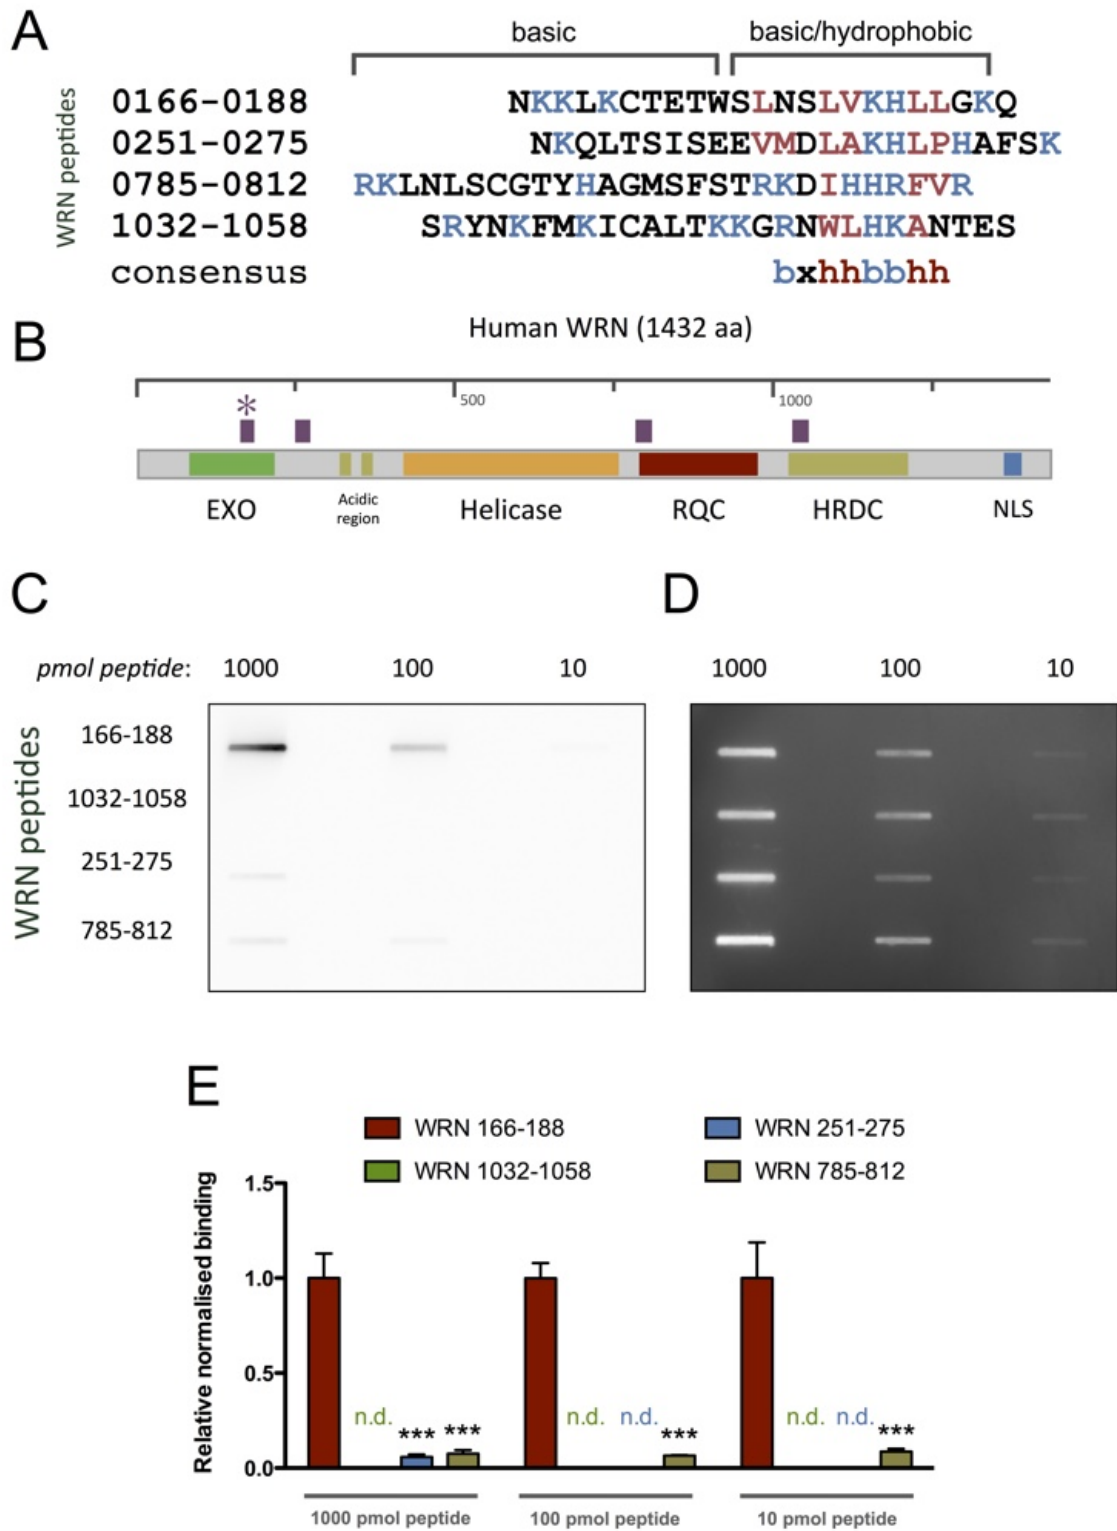 A
basic
basic/hydrophobic
WRN peptides
0166-0188 NKKLKCTETWSLNSLVKHLLGKQ
0251-0275 NKQLTSISEEVMDLAKHLPHAFSK
0785-0812 RKLNLSCGTYHAGMSFSTRKDIHHRFVR
1032-1058 SRYNKFMKICALTKKGRNWLHKANTES
consensus bxhhbbhh
B
Human WRN (1432 aa)
500
1000
*
EXO
Acidic
region
Helicase
RQC
HRDC
NLS
C
pmol peptide: 1000 100 10
WRN peptides
166-188
1032-1058
251-275
785-812
D
1000 100 10
E
WRN 166-188
WRN 251-275
WRN 1032-1058
WRN 785-812
Relative normalised binding
1.5
1.0
0.5
0.0
n.d.
***
***
n.d.
n.d.
***
n.d.
n.d.
***
1000 pmol peptide
100 pmol peptide
10 pmol peptide